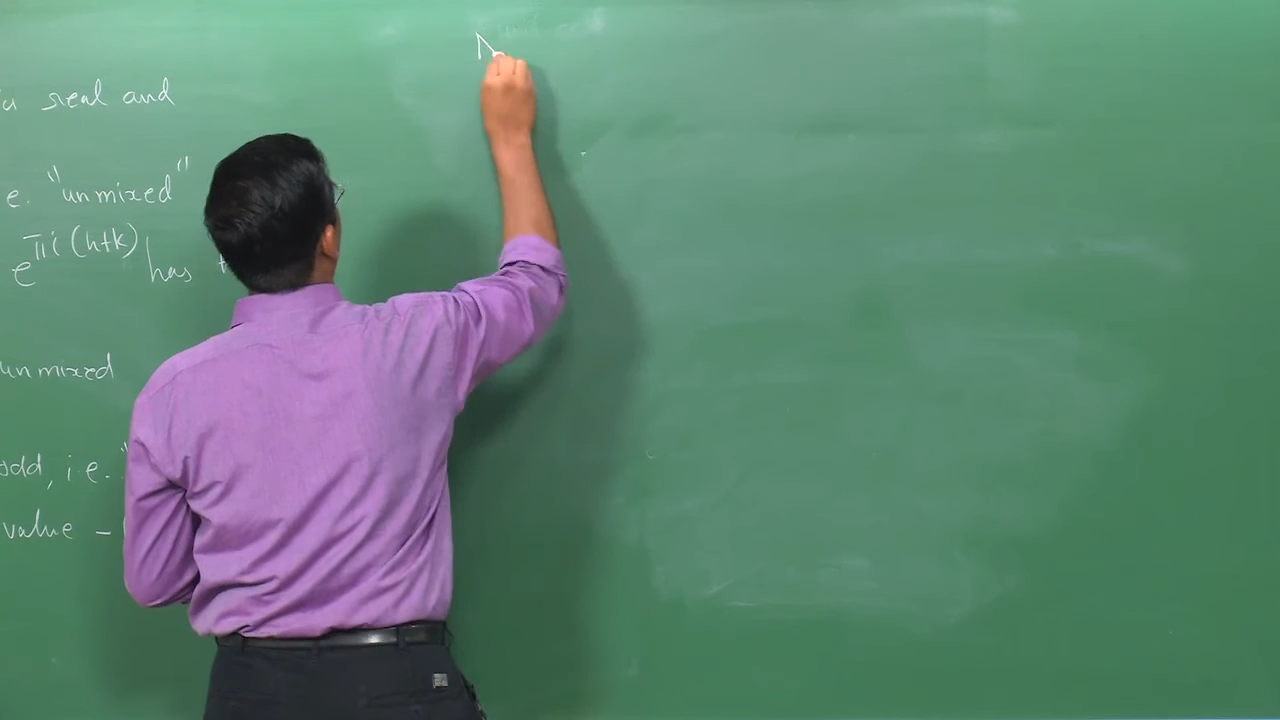 real and
e. "unmixed"
e^πi(h+k) has
unmixed
odd, i.e.
value –